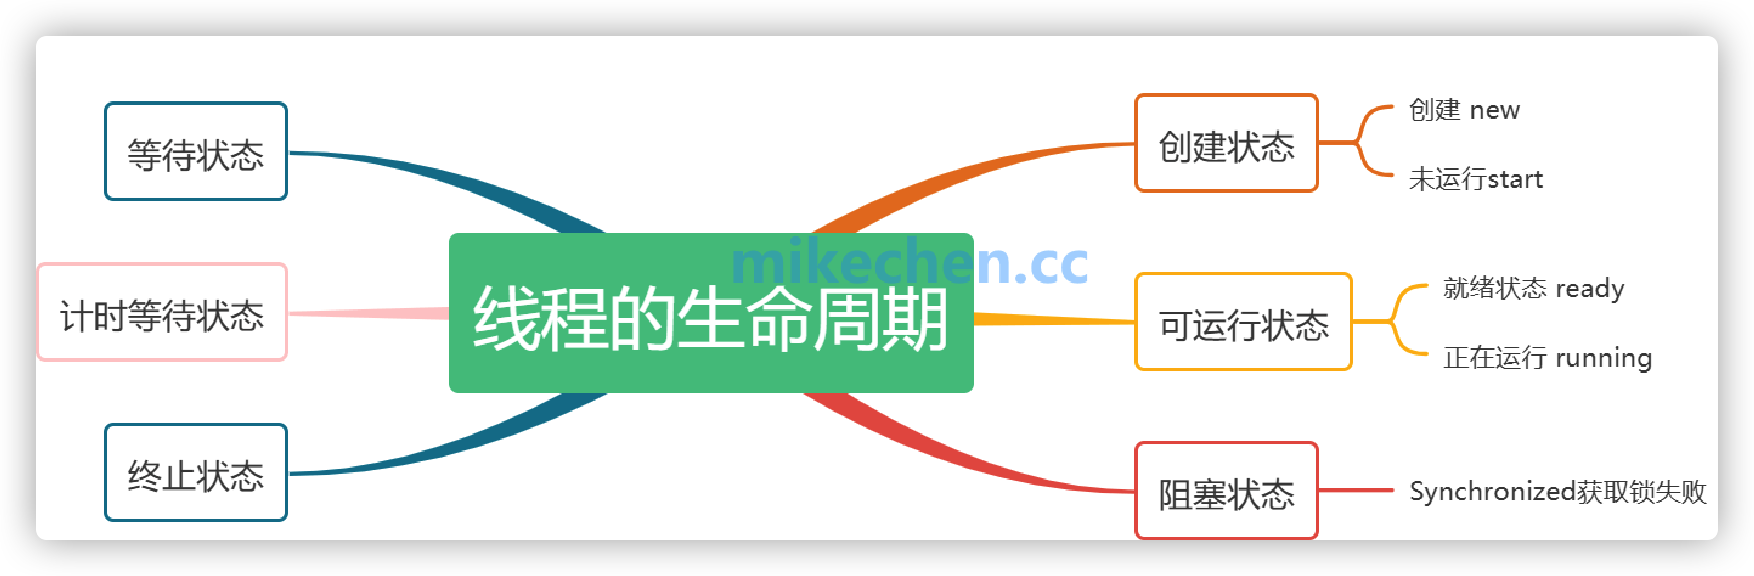 线程的生命周期
mikechen.cc
创建状态
创建 new
未运行start
可运行状态
就绪状态 ready
正在运行 running
阻塞状态
Synchronized获取锁失败
等待状态
计时等待状态
终止状态